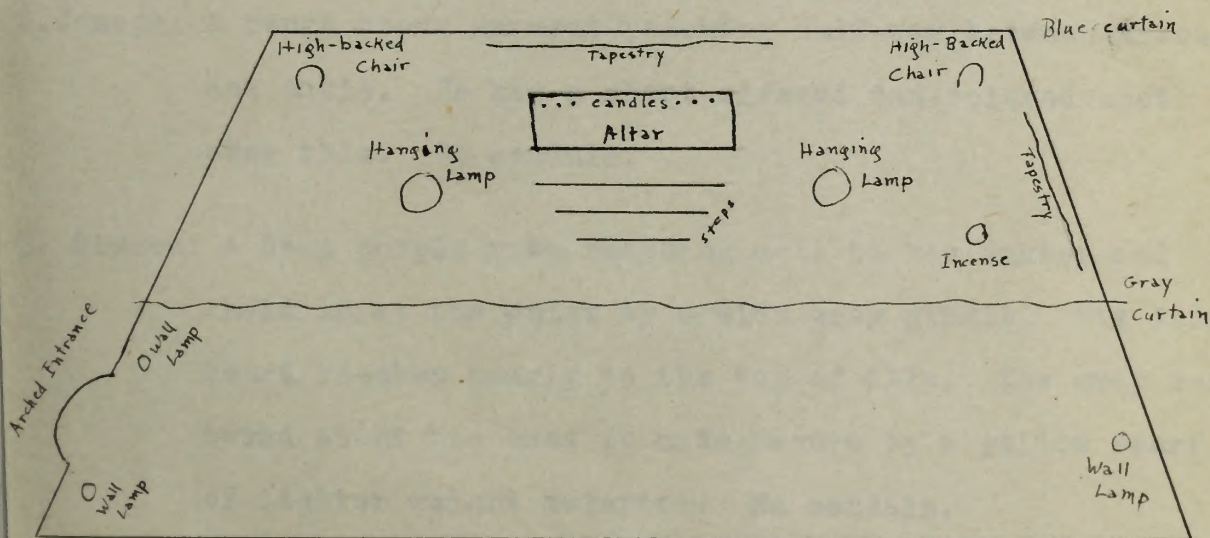 High-backed
Chair
Tapestry
High-Backed
Chair
Blue curtain
... candles ...
Altar
Hanging
Lamp
Hanging
Lamp
Tapestry
steps
Incense
Gray
Curtain
Arched Entrance
Wall
Lamp
Wall
Lamp
Wall
Lamp